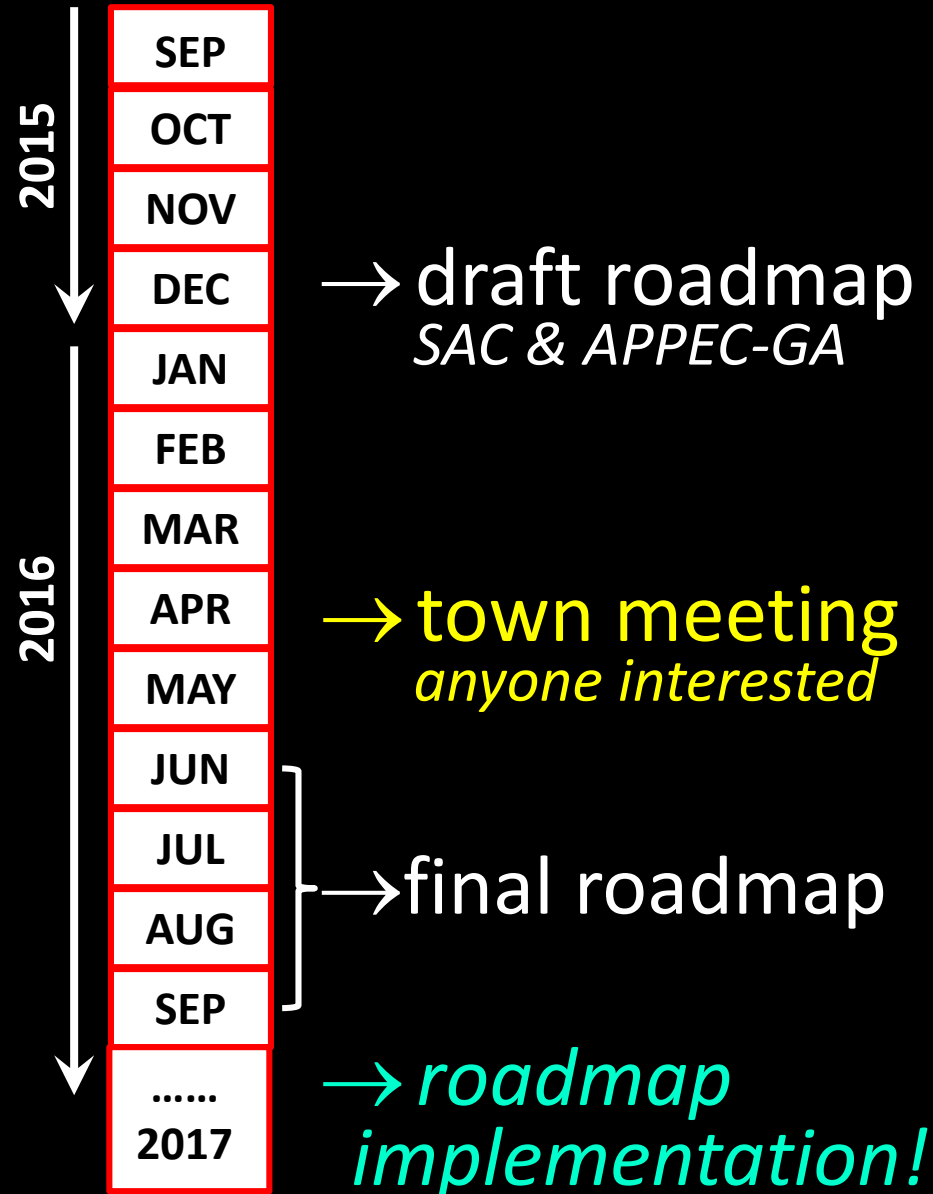 2015
SEP
OCT
NOV
DEC
→ draft roadmap
SAC & APPEC-GA
2016
JAN
FEB
MAR
APR
→ town meeting
anyone interested
MAY
JUN
JUL
AUG
SEP
→final roadmap
......
2017
→ roadmap
implementation!